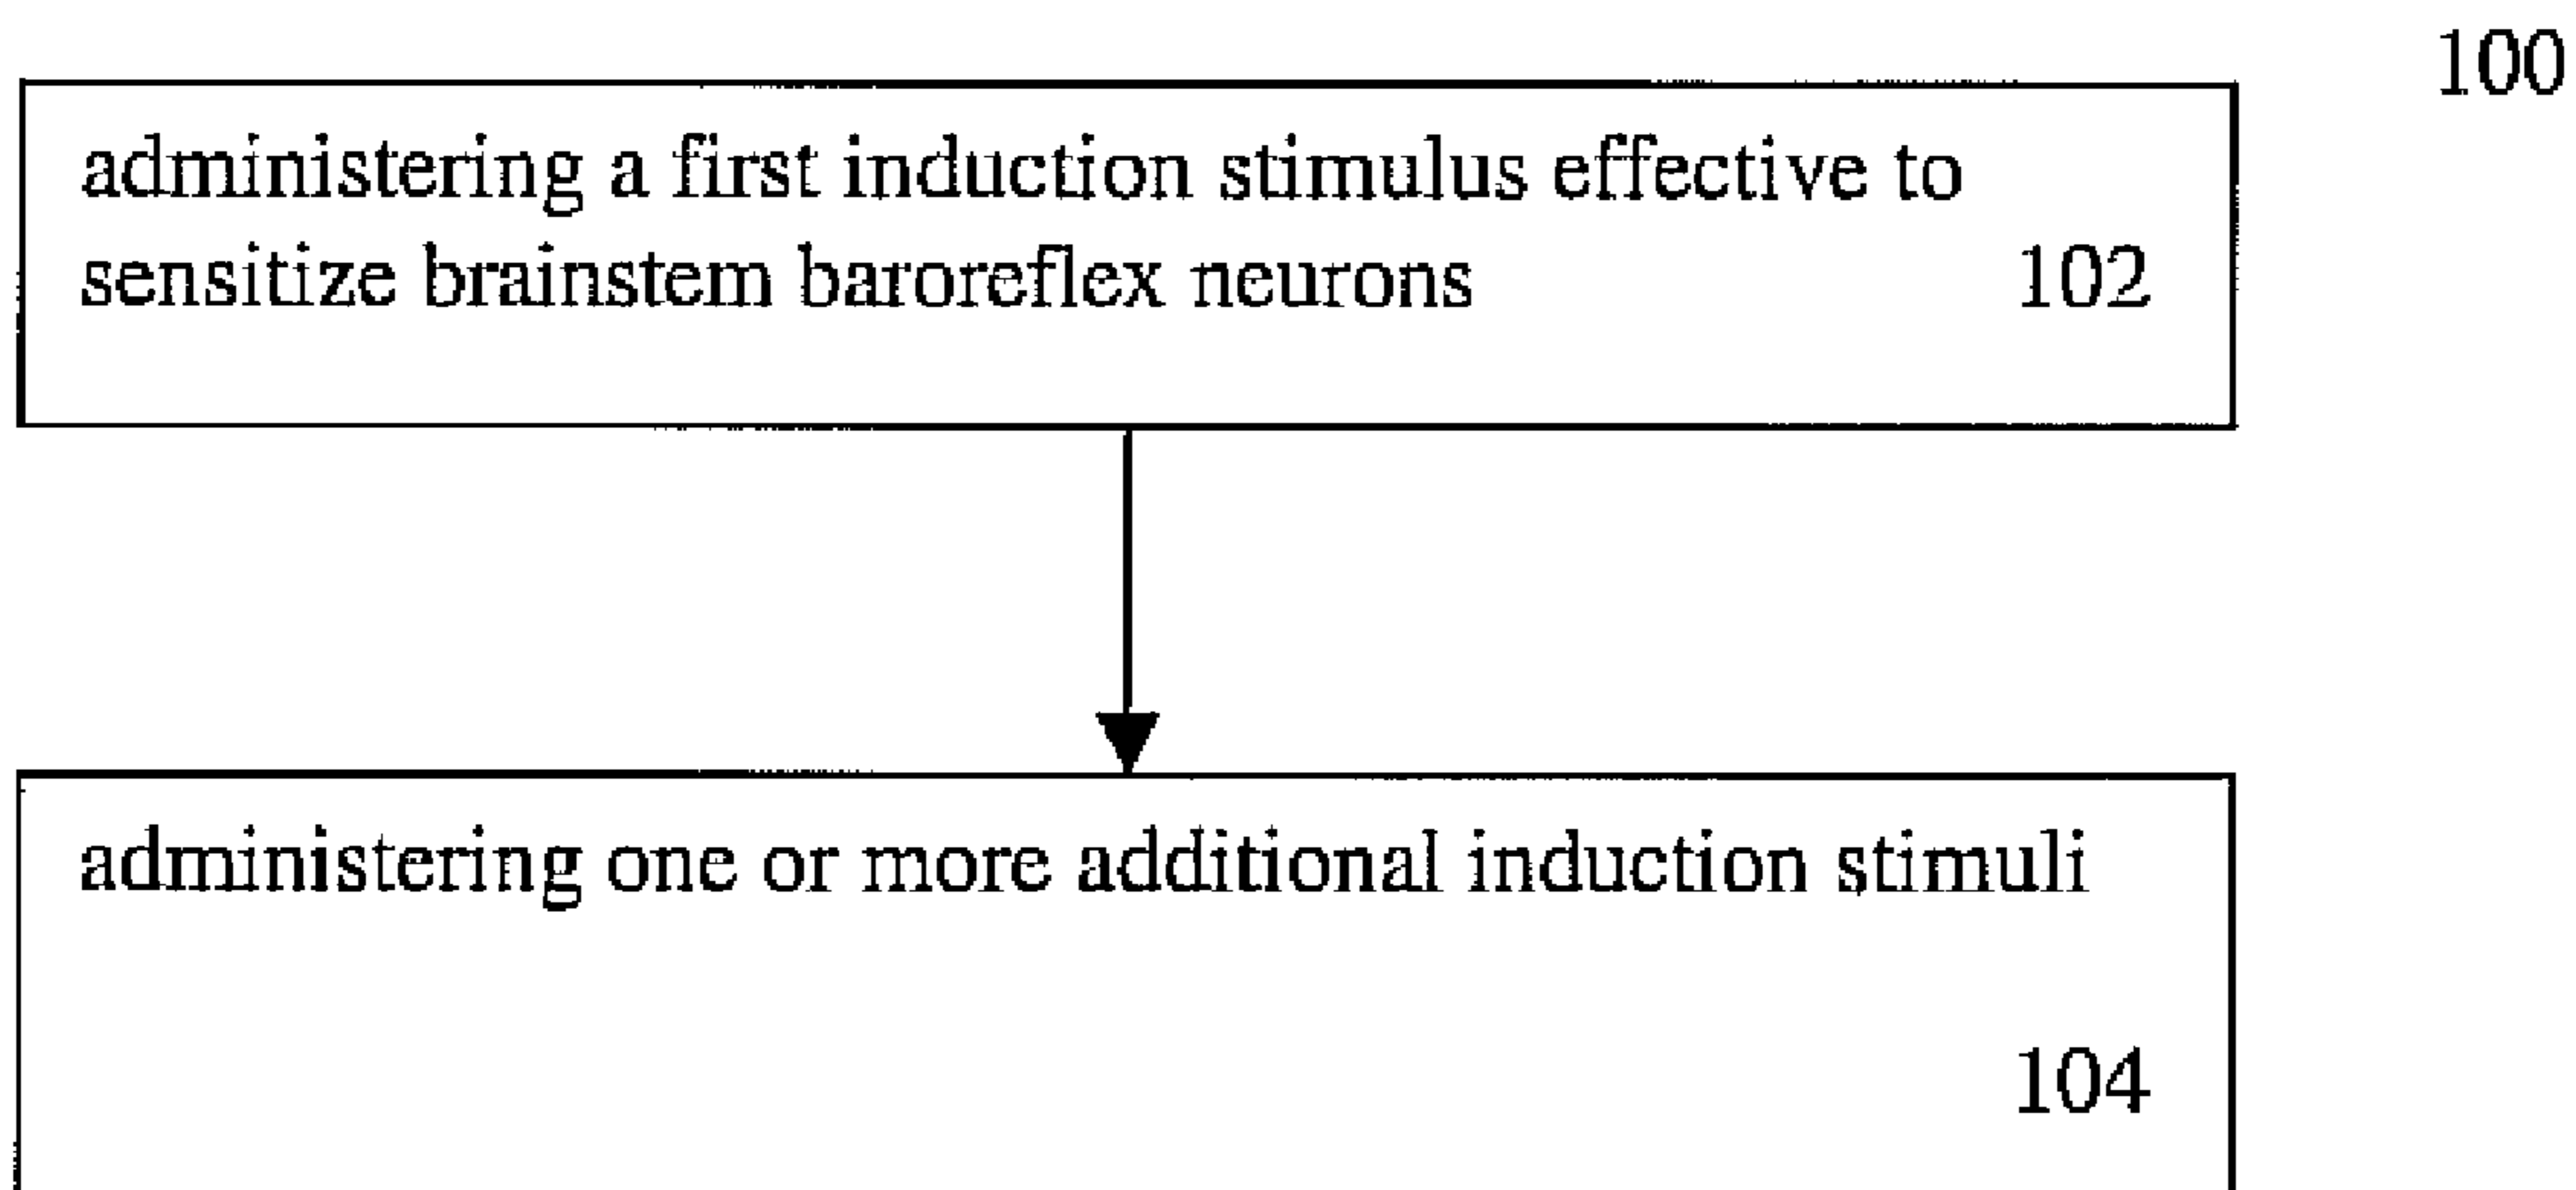 100
administering a first induction stimulus effective to
sensitize brainstem baroreflex neurons 102
administering one or more additional induction stimuli
104